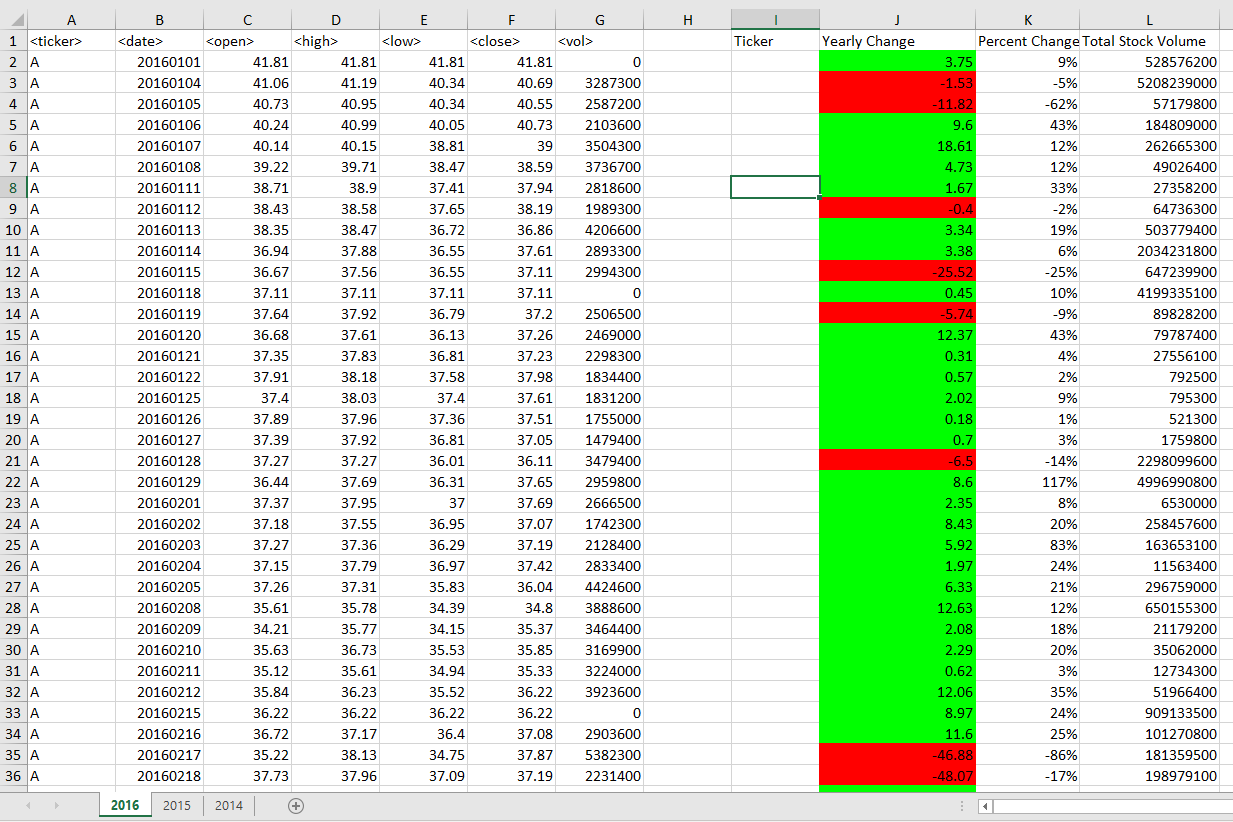 A B C D E F G H I J K L
1 <ticker> <date> <open> <high> <low> <close> <vol> Ticker Yearly Change Percent Change Total Stock Volume
2 A 20160101 41.81 41.81 41.81 41.81 0 3.75 9% 528576200
3 A 20160104 41.06 41.19 40.34 40.69 3287300 -1.53 -5% 5208239000
4 A 20160105 40.73 40.95 40.34 40.55 2587200 -11.82 -62% 57179800
5 A 20160106 40.24 40.99 40.05 40.73 2103600 9.6 43% 184809000
6 A 20160107 40.14 40.15 38.81 39 3504300 18.61 12% 262665300
7 A 20160108 39.22 39.71 38.47 38.59 3736700 4.73 12% 49026400
8 A 20160111 38.71 38.9 37.41 37.94 2818600 1.67 33% 27358200
9 A 20160112 38.43 38.58 37.65 38.19 1989300 -0.4 -2% 64736300
10 A 20160113 38.35 38.47 36.72 36.86 4206600 3.34 19% 503779400
11 A 20160114 36.94 37.88 36.55 37.61 2893300 3.38 6% 2034231800
12 A 20160115 36.67 37.56 36.55 37.11 2994300 -25.52 -25% 647239900
13 A 20160118 37.11 37.11 37.11 37.11 0 0.45 10% 4199335100
14 A 20160119 37.64 37.92 36.79 37.2 2506500 -5.74 -9% 89828200
15 A 20160120 36.68 37.61 36.13 37.26 2469000 12.37 43% 79787400
16 A 20160121 37.35 37.83 36.81 37.23 2298300 0.31 4% 27556100
17 A 20160122 37.91 38.18 37.58 37.98 1834400 0.57 2% 792500
18 A 20160125 37.4 38.03 37.4 37.61 1831200 2.02 9% 795300
19 A 20160126 37.89 37.96 37.36 37.51 1755000 0.18 1% 521300
20 A 20160127 37.39 37.92 36.81 37.05 1479400 0.7 3% 1759800
21 A 20160128 37.27 37.27 36.01 36.11 3479400 -6.5 -14% 2298099600
22 A 20160129 36.44 37.69 36.31 37.65 2959800 8.6 117% 4996990800
23 A 20160201 37.37 37.95 37 37.69 2666500 2.35 8% 6530000
24 A 20160202 37.18 37.55 36.95 37.07 1742300 8.43 20% 258457600
25 A 20160203 37.27 37.36 36.29 37.19 2128400 5.92 83% 163653100
26 A 20160204 37.15 37.79 36.97 37.42 2833400 1.97 24% 11563400
27 A 20160205 37.26 37.31 35.83 36.04 4424600 6.33 21% 296759000
28 A 20160208 35.61 35.78 34.39 34.8 3888600 12.63 12% 650155300
29 A 20160209 34.21 35.77 34.15 35.37 3464400 2.08 18% 21179200
30 A 20160210 35.63 36.73 35.53 35.85 3169900 2.29 20% 35062000
31 A 20160211 35.12 35.61 34.94 35.33 3224000 0.62 3% 12734300
32 A 20160212 35.84 36.23 35.52 36.22 3923600 12.06 35% 51966400
33 A 20160215 36.22 36.22 36.22 36.22 0 8.97 24% 909133500
34 A 20160216 36.72 37.17 36.4 37.08 2903600 11.6 25% 101270800
35 A 20160217 35.22 38.13 34.75 37.87 5382300 -46.88 -86% 181359500
36 A 20160218 37.73 37.96 37.09 37.19 2231400 -48.07 -17% 198979100
2016 2015 2014